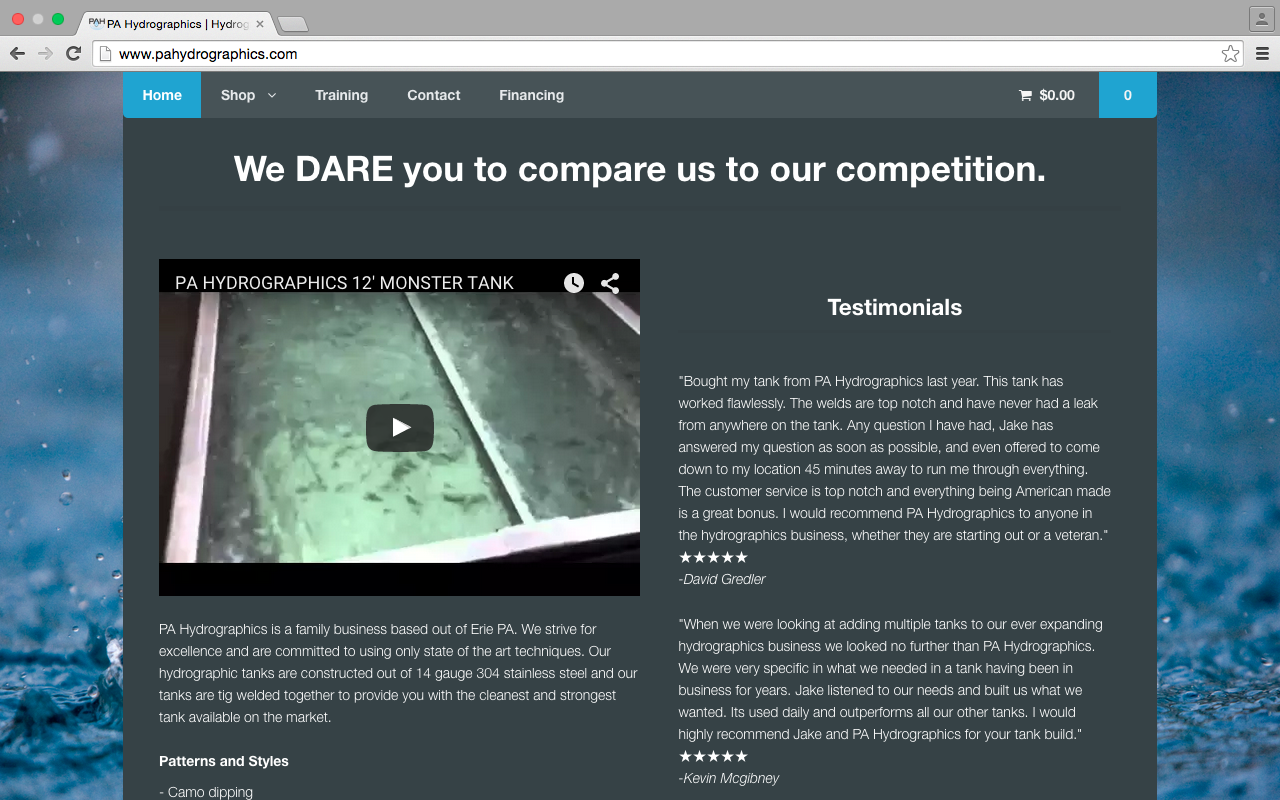 PAH PA Hydrographics | Hydrog
www.pahydrographics.com
Home Shop Training Contact Financing $0.00 0
We DARE you to compare us to our competition.
PA HYDROGRAPHICS 12' MONSTER TANK
PA Hydrographics is a family business based out of Erie PA. We strive for
excellence and are committed to using only state of the art techniques. Our
hydrographic tanks are constructed out of 14 gauge 304 stainless steel and our
tanks are tig welded together to provide you with the cleanest and strongest
tank available on the market.
Patterns and Styles
- Camo dipping
Testimonials
"Bought my tank from PA Hydrographics last year. This tank has
worked flawlessly. The welds are top notch and have never had a leak
from anywhere on the tank. Any question I have had, Jake has
answered my question as soon as possible, and even offered to come
down to my location 45 minutes away to run me through everything.
The customer service is top notch and everything being American made
is a great bonus. I would recommend PA Hydrographics to anyone in
the hydrographics business, whether they are starting out or a veteran."
★★★★★
-David Gredler
"When we were looking at adding multiple tanks to our ever expanding
hydrographics business we looked no further than PA Hydrographics.
We were very specific in what we needed in a tank having been in
business for years. Jake listened to our needs and built us what we
wanted. Its used daily and outperforms all our other tanks. I would
highly recommend Jake and PA Hydrographics for your tank build."
★★★★★
-Kevin Mcgibney